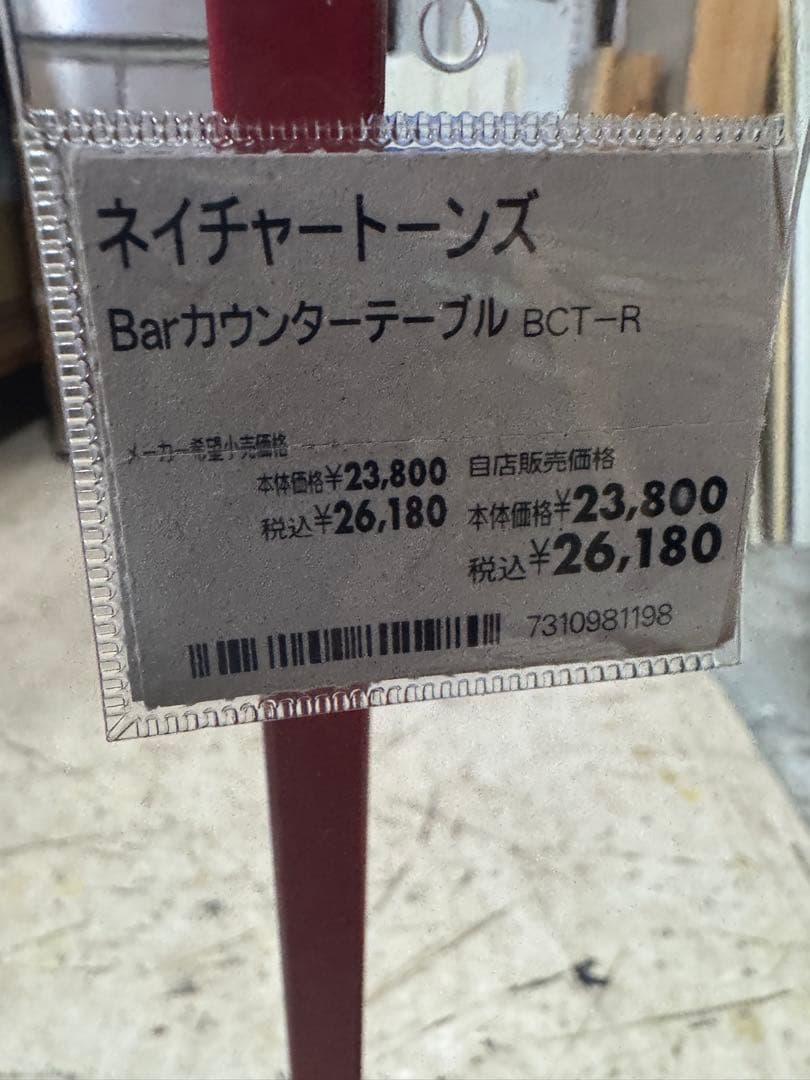 ネイチャートーンズ
Barカウンターテーブル BCT-R
メーカー希望小売価格
本体価格¥23,800
税込¥26,180
自店販売価格
本体価格¥23,800
税込¥26,180
7310981198